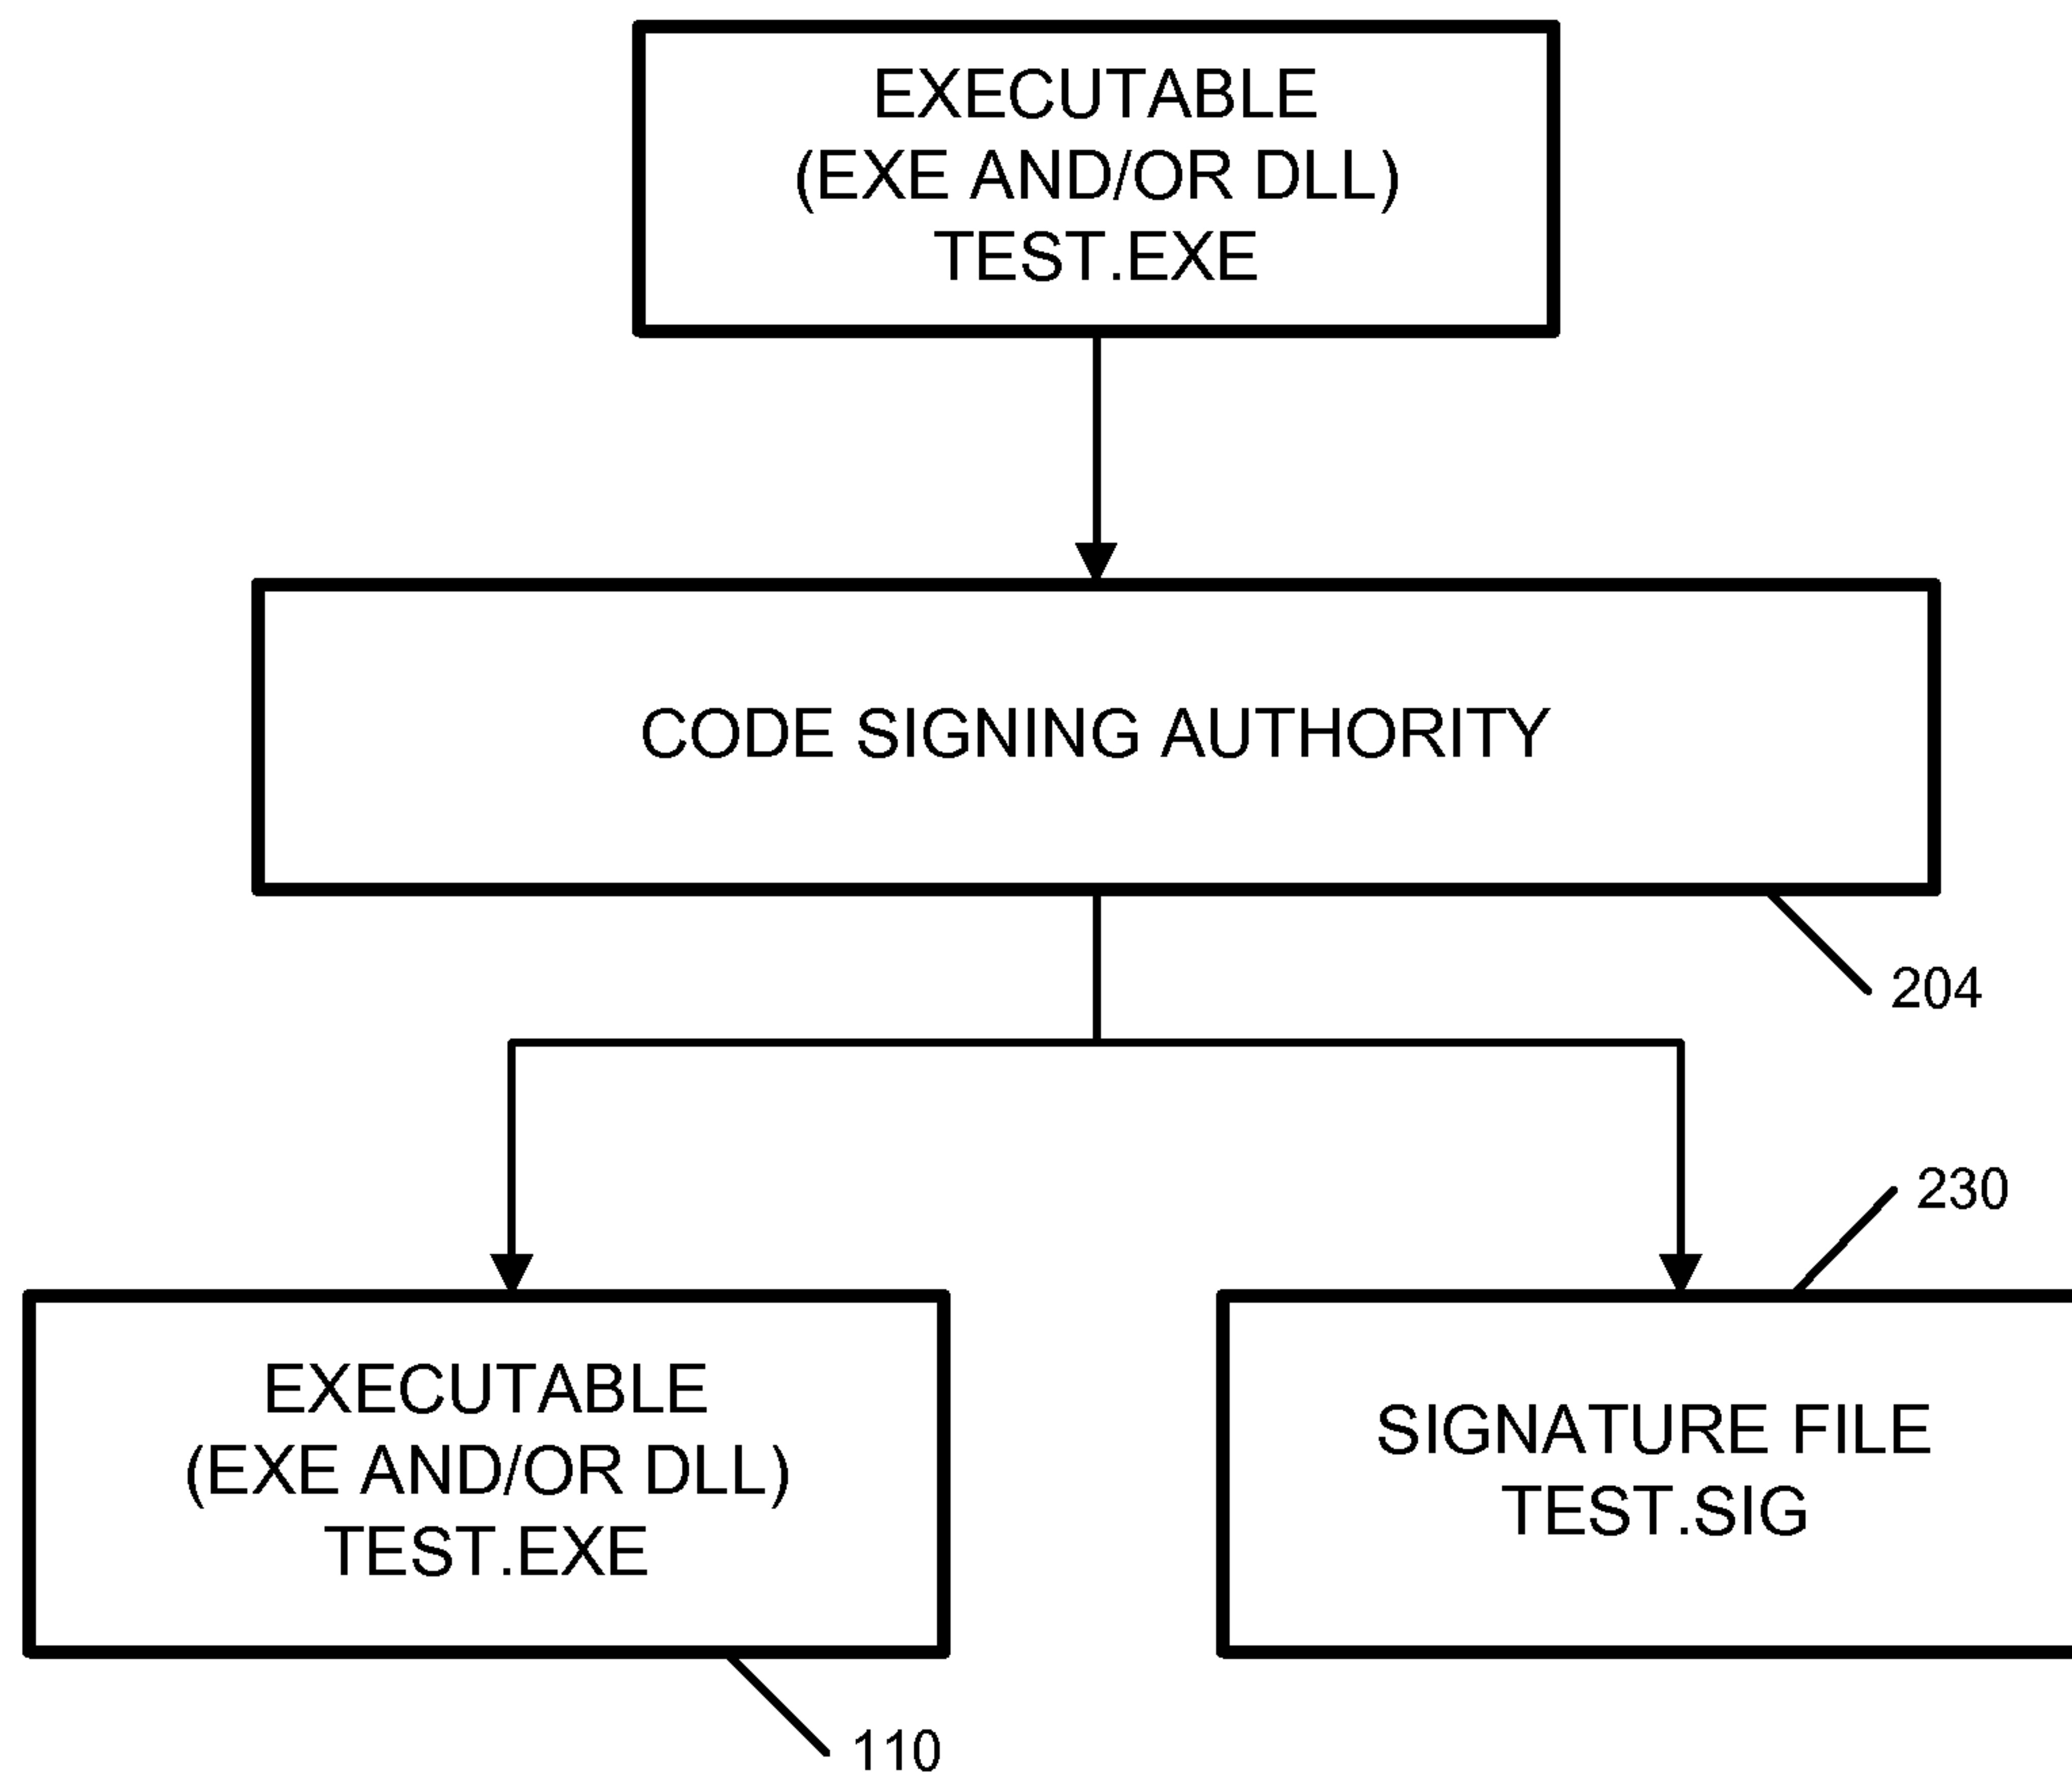 EXECUTABLE
(EXE AND/OR DLL)
TEST.EXE
CODE SIGNING AUTHORITY
204
230
EXECUTABLE
(EXE AND/OR DLL)
TEST.EXE
SIGNATURE FILE
TEST.SIG
110